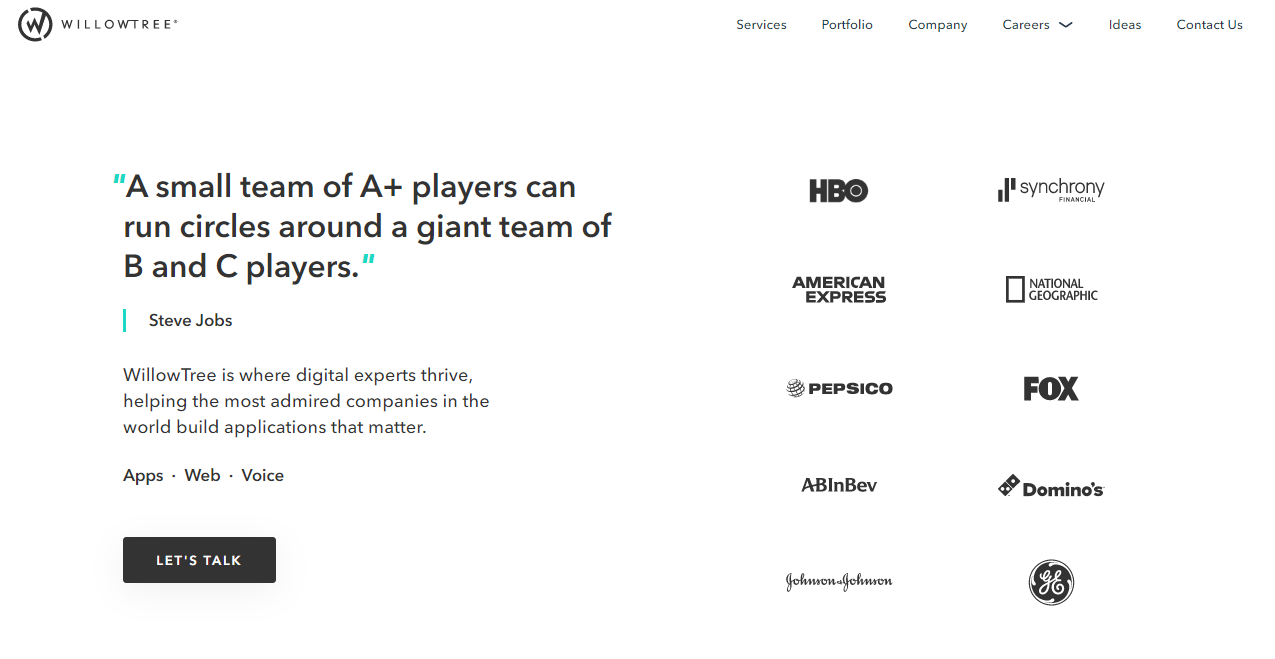 WILLOWTREE®
Services Portfolio Company Careers Ideas Contact Us
"A small team of A+ players can
run circles around a giant team of
B and C players."
Steve Jobs
WillowTree is where digital experts thrive,
helping the most admired companies in the
world build applications that matter.
Apps · Web · Voice
LET'S TALK
HBO
synchrony
FINANCIAL
AMERICAN
EXPRESS
NATIONAL
GEOGRAPHIC
PEPSICO
FOX
ABInBev
Domino's
Johnson & Johnson
GE